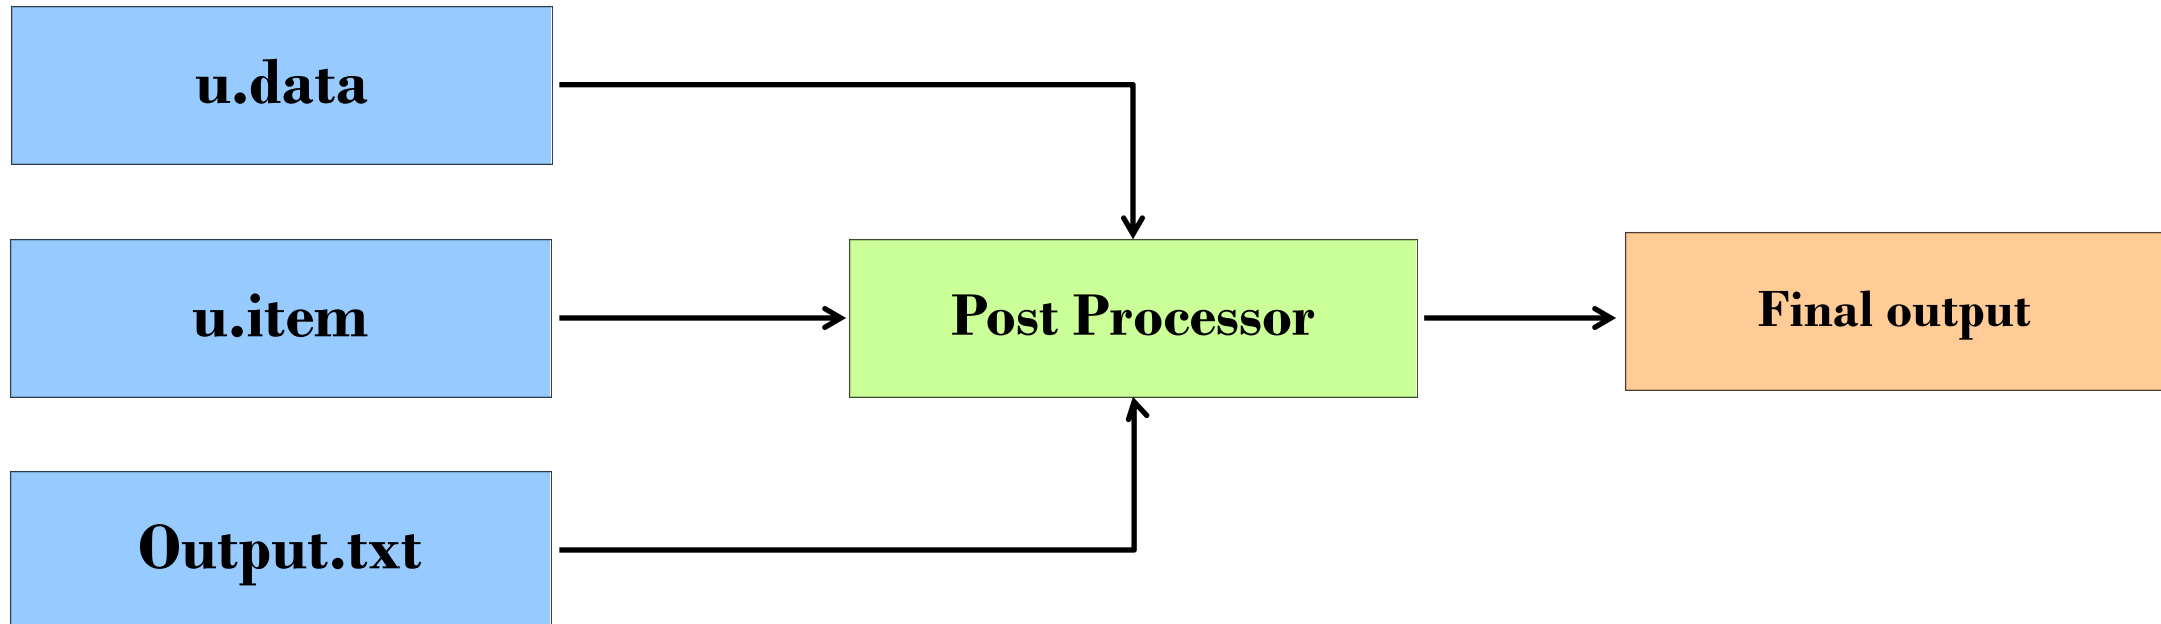 u.data
u.item
Post Processor
Final output
Output.txt